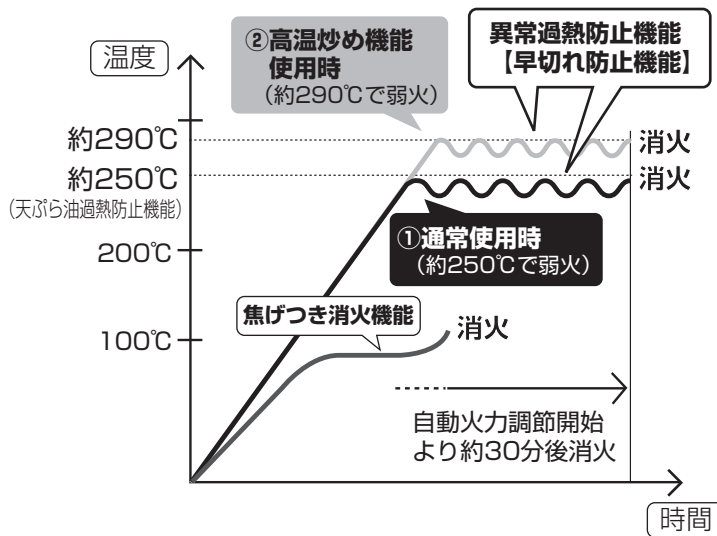 温度
②高温炒め機能
使用時
（約290℃で弱火）
異常過熱防止機能
【早切れ防止機能】
約290℃
消火
約250℃
消火
（天ぷら油過熱防止機能）
①通常使用時
（約250℃で弱火）
200℃
焦げつき消火機能
消火
100℃
自動火力調節開始
より約30分後消火
時間